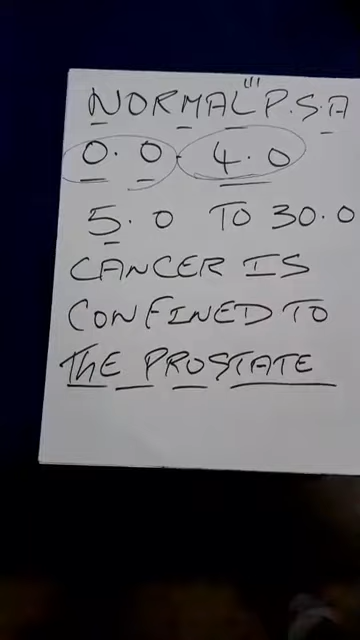 NORMAL P.S.A
0.0 - 4.0
5.0 TO 30.0
CANCER IS
CONFINED TO
THE PROSTATE